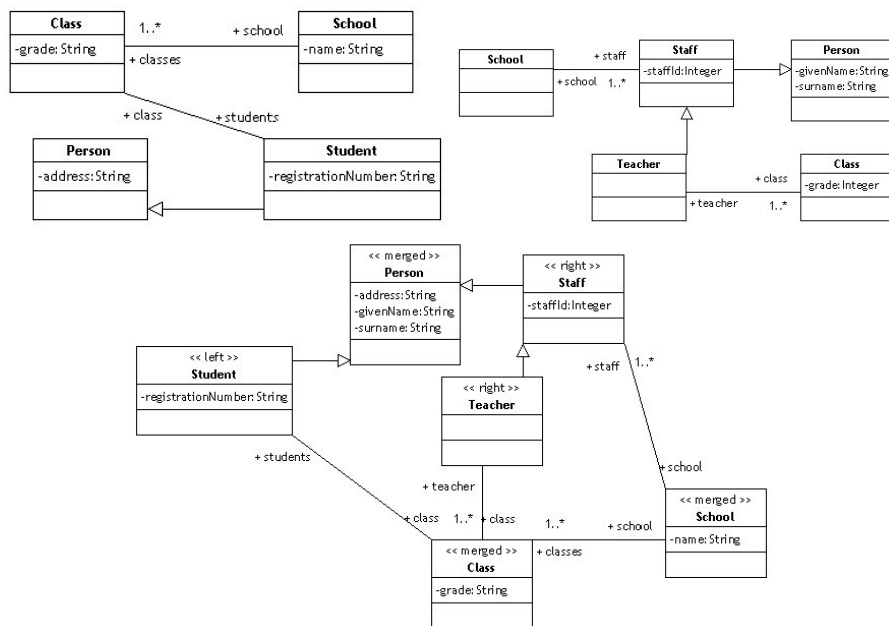 Class
-grade: String
1..*
+ school
+ classes
School
-name: String
+ class
+ students
Person
-address: String
Student
-registrationNumber: String
School
+ staff
+ school
1..*
Staff
-staffId:Integer
Person
-givenName:String
-surname: String
Teacher
+ class
+ teacher
1..*
Class
-grade: Integer
<< merged >>
Person
-address: String
-givenName: String
-surname: String
<< right >>
Staff
-staffId:Integer
<< left >>
Student
-registrationNumber: String
<< right >>
Teacher
+ staff
1..*
+ students
+ teacher
+ school
+ class
1..*
+ class
1..*
+ school
+ classes
<< merged >>
School
-name: String
<< merged >>
Class
-grade: String